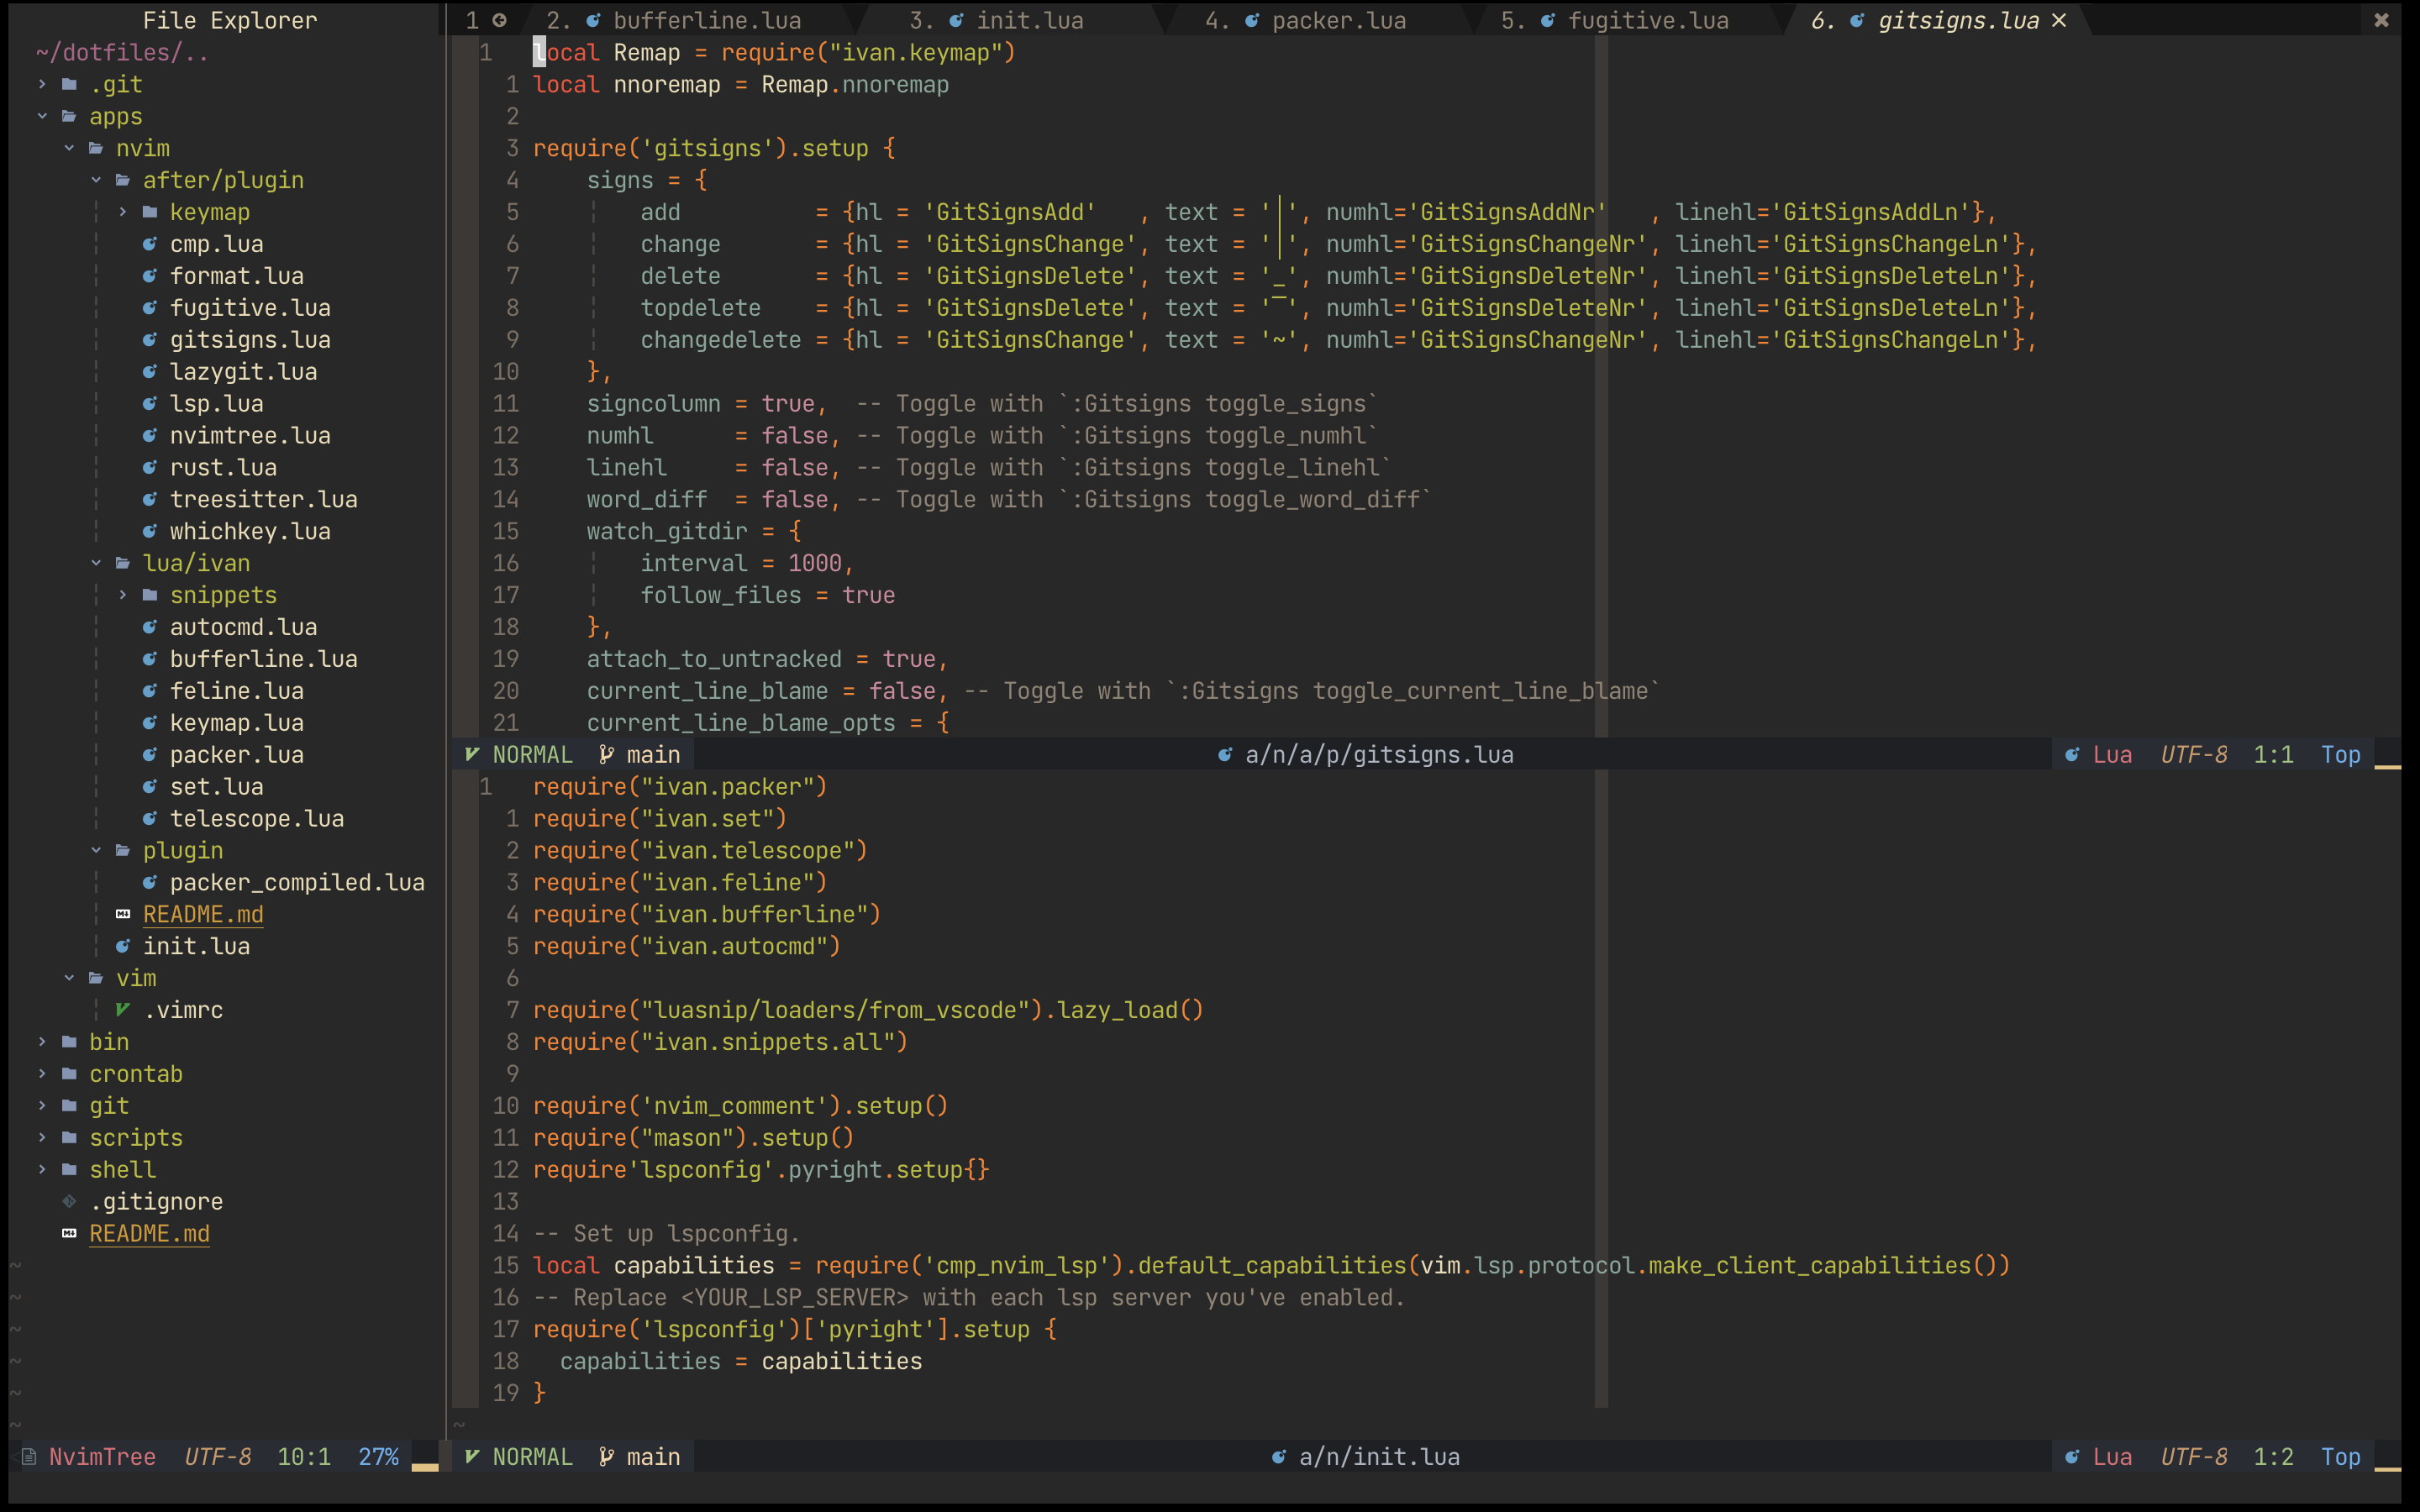 File Explorer
~/dotfiles/..
.git
apps
nvim
after/plugin
keymap
cmp.lua
format.lua
fugitive.lua
gitsigns.lua
lazygit.lua
lsp.lua
nvimtree.lua
rust.lua
treesitter.lua
whichkey.lua
lua/ivan
snippets
autocmd.lua
bufferline.lua
feline.lua
keymap.lua
packer.lua
set.lua
telescope.lua
plugin
packer_compiled.lua
README.md
init.lua
vim
.vimrc
bin
crontab
git
scripts
shell
.gitignore
README.md
~
~
~
~
~
~
NvimTree UTF-8 10:1 27%
1 2. bufferline.lua 3. init.lua 4. packer.lua 5. fugitive.lua 6. gitsigns.lua
1 local Remap = require("ivan.keymap")
1 local nnoremap = Remap.nnoremap
2
3 require('gitsigns').setup {
4     signs = {
5         add          = {hl = 'GitSignsAdd'   , text = '│', numhl='GitSignsAddNr'   , linehl='GitSignsAddLn'},
6         change       = {hl = 'GitSignsChange', text = '│', numhl='GitSignsChangeNr', linehl='GitSignsChangeLn'},
7         delete       = {hl = 'GitSignsDelete', text = '_', numhl='GitSignsDeleteNr', linehl='GitSignsDeleteLn'},
8         topdelete    = {hl = 'GitSignsDelete', text = '‾', numhl='GitSignsDeleteNr', linehl='GitSignsDeleteLn'},
9         changedelete = {hl = 'GitSignsChange', text = '~', numhl='GitSignsChangeNr', linehl='GitSignsChangeLn'},
10     },
11     signcolumn = true,  -- Toggle with `:Gitsigns toggle_signs`
12     numhl      = false, -- Toggle with `:Gitsigns toggle_numhl`
13     linehl     = false, -- Toggle with `:Gitsigns toggle_linehl`
14     word_diff  = false, -- Toggle with `:Gitsigns toggle_word_diff`
15     watch_gitdir = {
16         interval = 1000,
17         follow_files = true
18     },
19     attach_to_untracked = true,
20     current_line_blame = false, -- Toggle with `:Gitsigns toggle_current_line_blame`
21     current_line_blame_opts = {
NORMAL main a/n/a/p/gitsigns.lua Lua UTF-8 1:1 Top
1 require("ivan.packer")
1 require("ivan.set")
2 require("ivan.telescope")
3 require("ivan.feline")
4 require("ivan.bufferline")
5 require("ivan.autocmd")
6
7 require("luasnip/loaders/from_vscode").lazy_load()
8 require("ivan.snippets.all")
9
10 require('nvim_comment').setup()
11 require("mason").setup()
12 require'lspconfig'.pyright.setup{}
13
14 -- Set up lspconfig.
15 local capabilities = require('cmp_nvim_lsp').default_capabilities(vim.lsp.protocol.make_client_capabilities())
16 -- Replace <YOUR_LSP_SERVER> with each lsp server you've enabled.
17 require('lspconfig')['pyright'].setup {
18   capabilities = capabilities
19 }
~
NORMAL main a/n/init.lua Lua UTF-8 1:2 Top